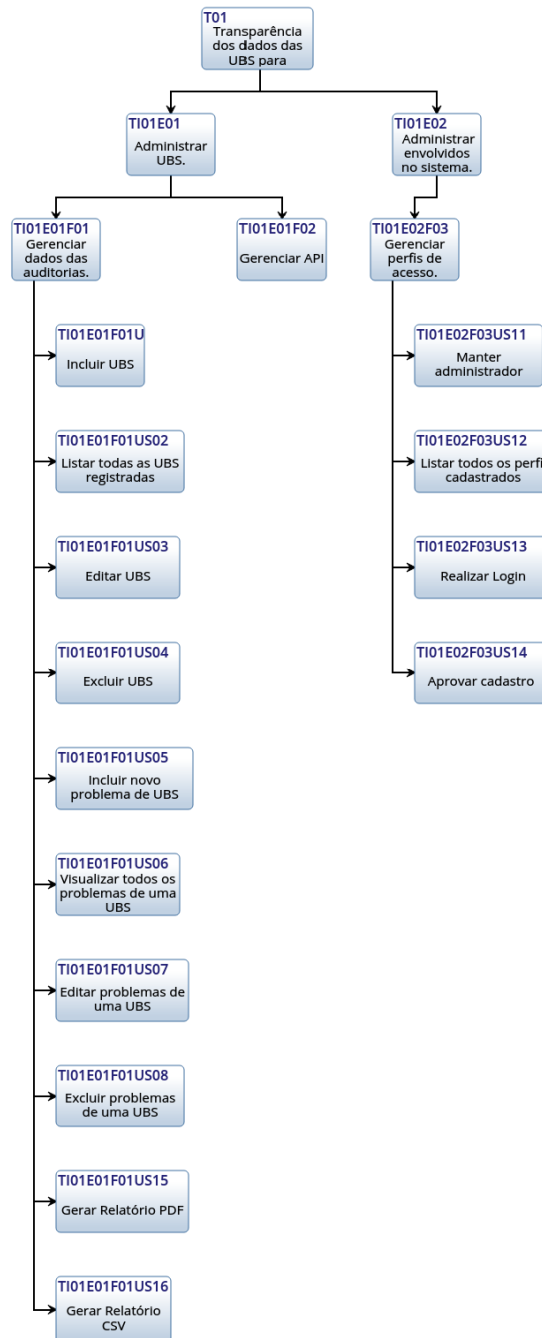 T01
Transparência
dos dados das
UBS para
TI01E01
Administrar
UBS.
TI01E02
Administrar
envolvidos
no sistema.
TI01E01F01
Gerenciar
dados das
auditorias.
TI01E01F02
Gerenciar API
TI01E02F03
Gerenciar
perfis de
acesso.
TI01E01F01U
Incluir UBS
TI01E01F01US02
Listar todas as UBS
registradas
TI01E01F01US03
Editar UBS
TI01E01F01US04
Excluir UBS
TI01E01F01US05
Incluir novo
problema de UBS
TI01E01F01US06
Visualizar todos os
problemas de uma
UBS
TI01E01F01US07
Editar problemas de
uma UBS
TI01E01F01US08
Excluir problemas
de uma UBS
TI01E01F01US15
Gerar Relatório PDF
TI01E01F01US16
Gerar Relatório
CSV
TI01E02F03US11
Manter
administrador
TI01E02F03US12
Listar todos os perfi
cadastrados
TI01E02F03US13
Realizar Login
TI01E02F03US14
Aprovar cadastro